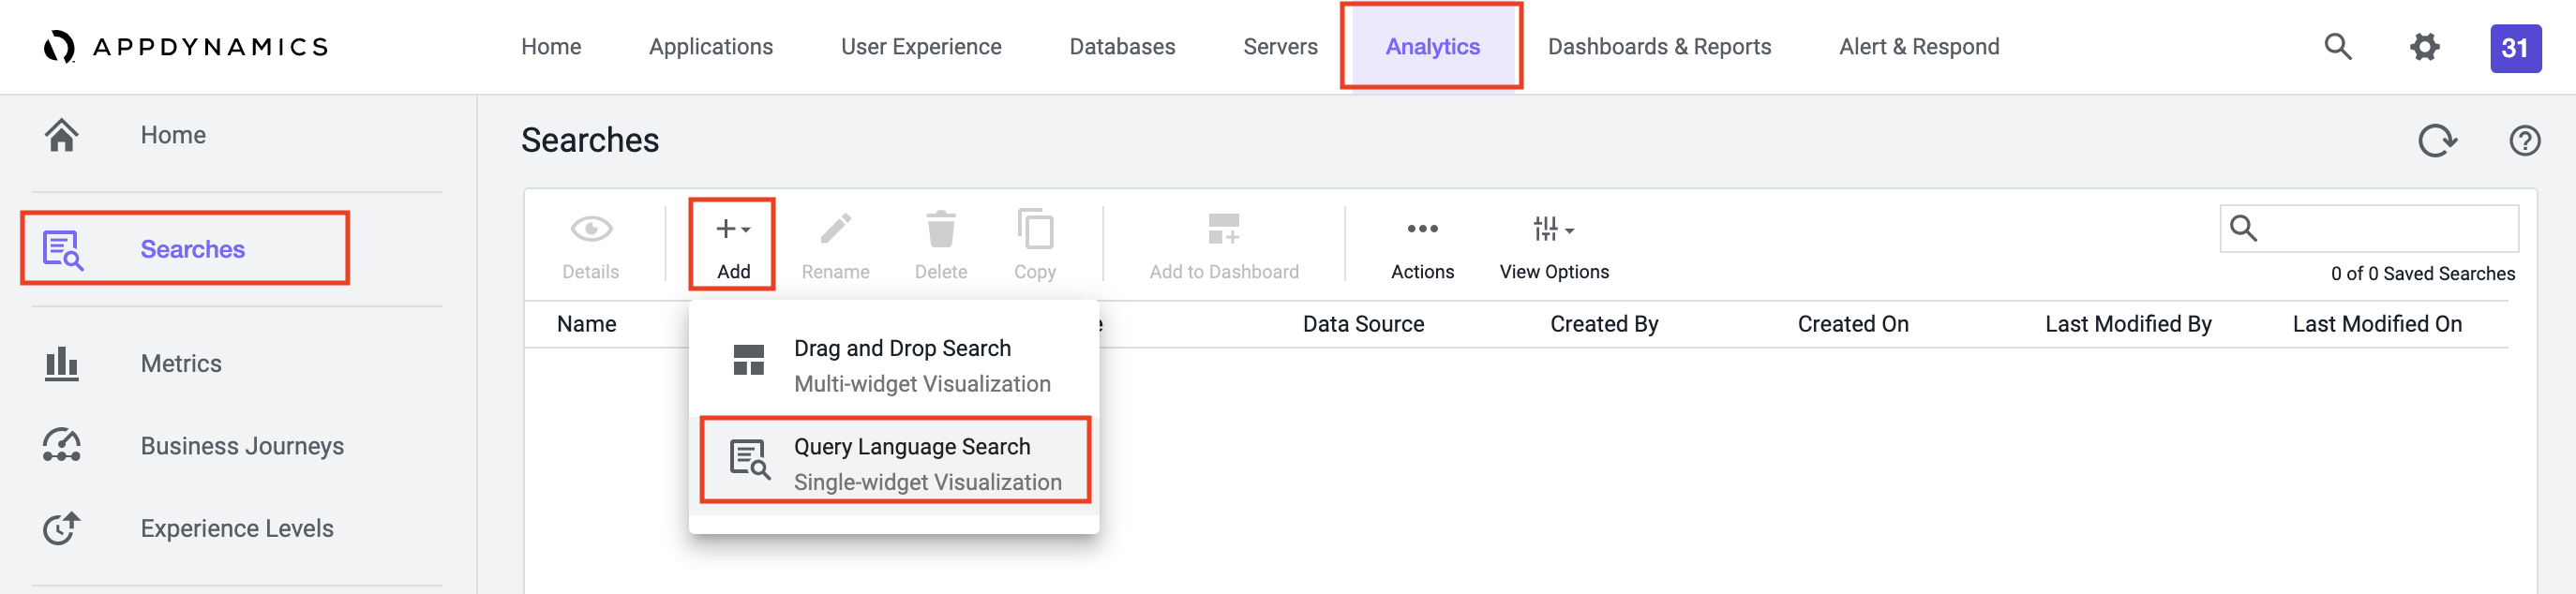 APPDYNAMICS
Home
Applications
User Experience
Databases
Servers
Analytics
Dashboards & Reports
Alert & Respond
31
Home
Searches
Metrics
Business Journeys
Experience Levels
Searches
Details
Add
Rename
Delete
Copy
Add to Dashboard
Actions
View Options
0 of 0 Saved Searches
Name
Data Source
Created By
Created On
Last Modified By
Last Modified On
Drag and Drop Search
Multi-widget Visualization
Query Language Search
Single-widget Visualization